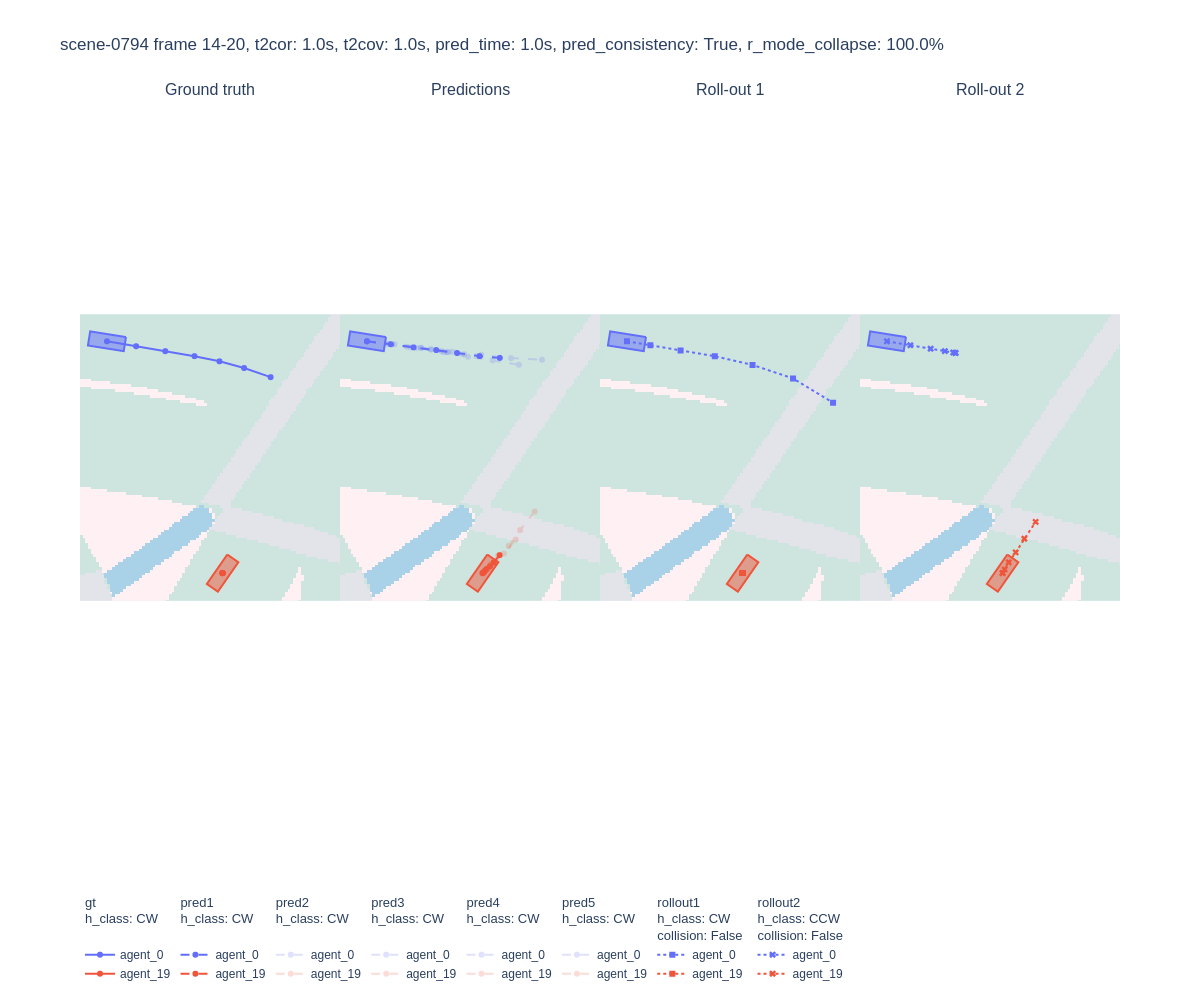 scene-0794 frame 14-20, t2cor: 1.0s, t2cov: 1.0s, pred_time: 1.0s, pred_consistency: True, r_mode_collapse: 100.0%
Ground truth
Predictions
Roll-out 1
Roll-out 2
gt
h_class: CW
agent_0
agent_19
pred1
h_class: CW
agent_0
agent_19
pred2
h_class: CW
agent_0
agent_19
pred3
h_class: CW
agent_0
agent_19
pred4
h_class: CW
agent_0
agent_19
pred5
h_class: CW
agent_0
agent_19
rollout1
h_class: CW
collision: False
agent_0
agent_19
rollout2
h_class: CCW
collision: False
agent_0
agent_19